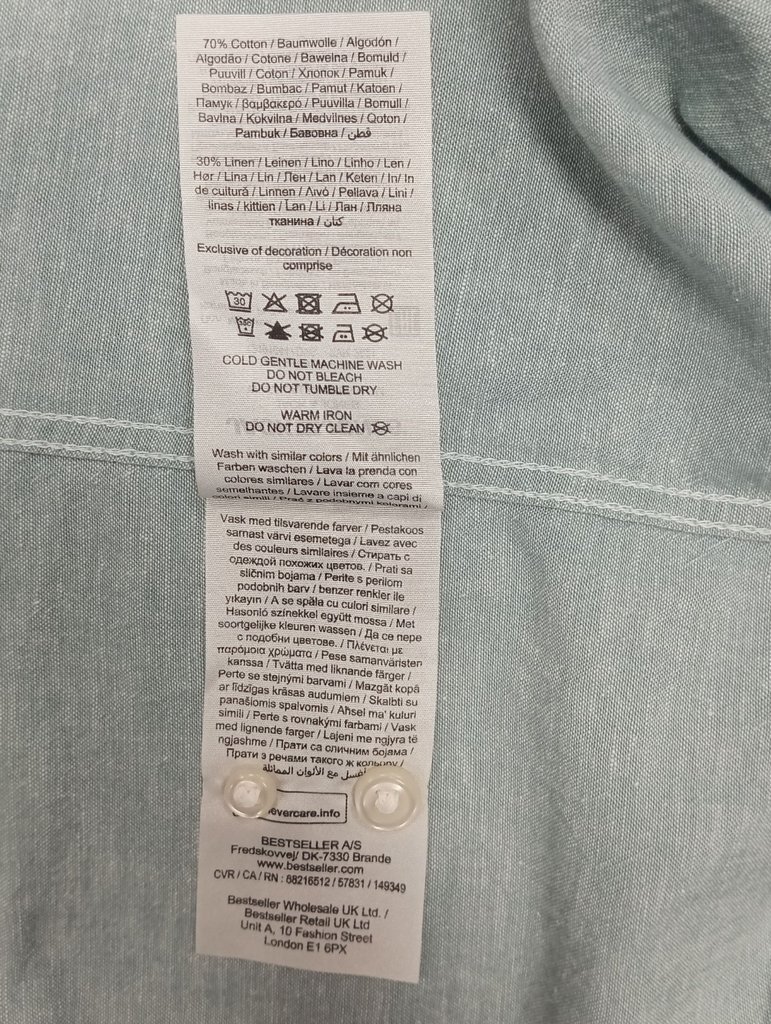 70% Cotton / Baumwolle / Algodón /
Algodão / Cotone / Bawełna / Bomuld /
Puuvill / Coton / Хлопок / Pamuk /
Bombaz / Bumbac / Pamut / Katoen /
Памук / βαμβακερό / Puuvilla / Bomull /
Bavlna / Kokvilna / Medvilnes / Qoton /
Pambuk / Бавовна / قطن
30% Linen / Leinen / Lino / Linho / Len /
Hør / Lina / Lin / Лен / Lan / Keten / In/ In
de cultură / Linnen / Λινό / Pellava / Lini /
linas / kittien / Lan / Li / Лан / Лляна
тканина / كتان
Exclusive of decoration / Décoration non
comprise
30
COLD GENTLE MACHINE WASH
DO NOT BLEACH
DO NOT TUMBLE DRY
WARM IRON
DO NOT DRY CLEAN
Wash with similar colors / Mit ähnlichen
Farben waschen / Lava la prenda con
colores similares / Lavar com cores
semelhantes / Lavare insieme a capi di
colori simili / Prać z podobnymi kolorami /
Vask med tilsvarende farver / Pestakoos
sarnast värvi esemetega / Lavez avec
des couleurs similaires / Стирать с
одеждой похожих цветов. / Prati sa
sličnim bojama / Perite s perilom
podobnih barv / benzer renkler ile
yıkayın / A se spăla cu culori similare /
Hasonló színekkel együtt mossa / Met
soortgelijke kleuren wassen / Да се пере
с подобни цветове. / Πλένεται με
παρόμοια χρώματα / Pese samanväristen
kanssa / Tvätta med liknande färger /
Perte se stejnými barvami / Mazgāt kopā
ar līdzīgas krāsas audumiem / Skalbti su
panašiomis spalvomis / Aħsel ma' kuluri
simili / Perte s rovnakými farbami / Vask
med lignende farger / Lajeni me ngjyra të
ngjashme / Прати са сличним бојама /
Прати з речами такого ж кольору /
اغسل مع الألوان المماثلة
evercare.info
BESTSELLER A/S
Fredskovvej/ DK-7330 Brande
www.bestseller.com
CVR / CA / RN : 88216512 / 57831 / 149349
Bestseller Wholesale UK Ltd. /
Bestseller Retail UK Ltd
Unit A, 10 Fashion Street
London E1 6PX